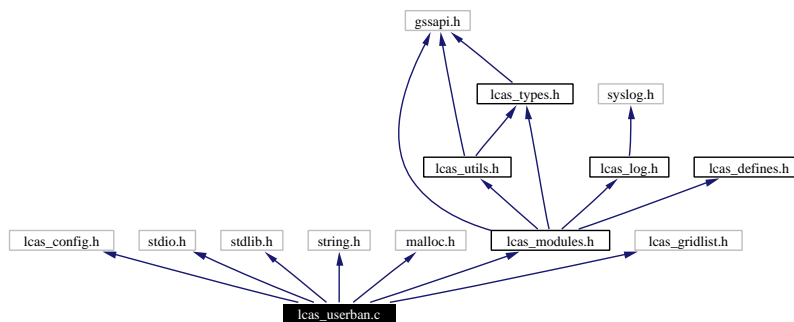 gssapi.h
lcas_types.h
syslog.h
lcas_utils.h
lcas_log.h
lcas_defines.h
lcas_config.h
stdio.h
stdlib.h
string.h
malloc.h
lcas_modules.h
lcas_gridlist.h
lcas_userban.c